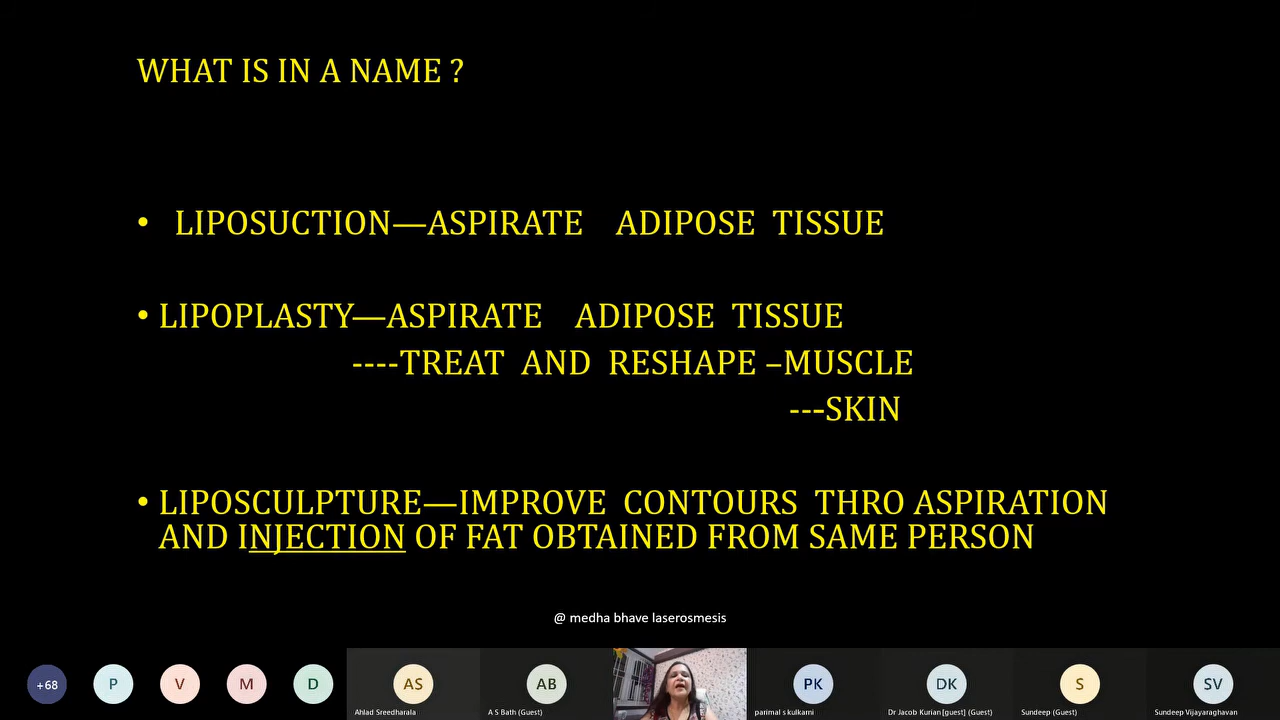 WHAT IS IN A NAME ?
• LIPOSUCTION—ASPIRATE ADIPOSE TISSUE
• LIPOPLASTY—ASPIRATE ADIPOSE TISSUE
----TREAT AND RESHAPE –MUSCLE
---SKIN
• LIPOSCULPTURE—IMPROVE CONTOURS THRO ASPIRATION
AND INJECTION OF FAT OBTAINED FROM SAME PERSON
@ medha bhave laserosmesis
+68 P V M D AS AB PK DK S SV
Ahlad Sreedharala A S Bath (Guest) parimal s kulkarni Dr Jacob Kurian[guest] (Guest) Sundeep (Guest) Sundeep Vijayaraghavan